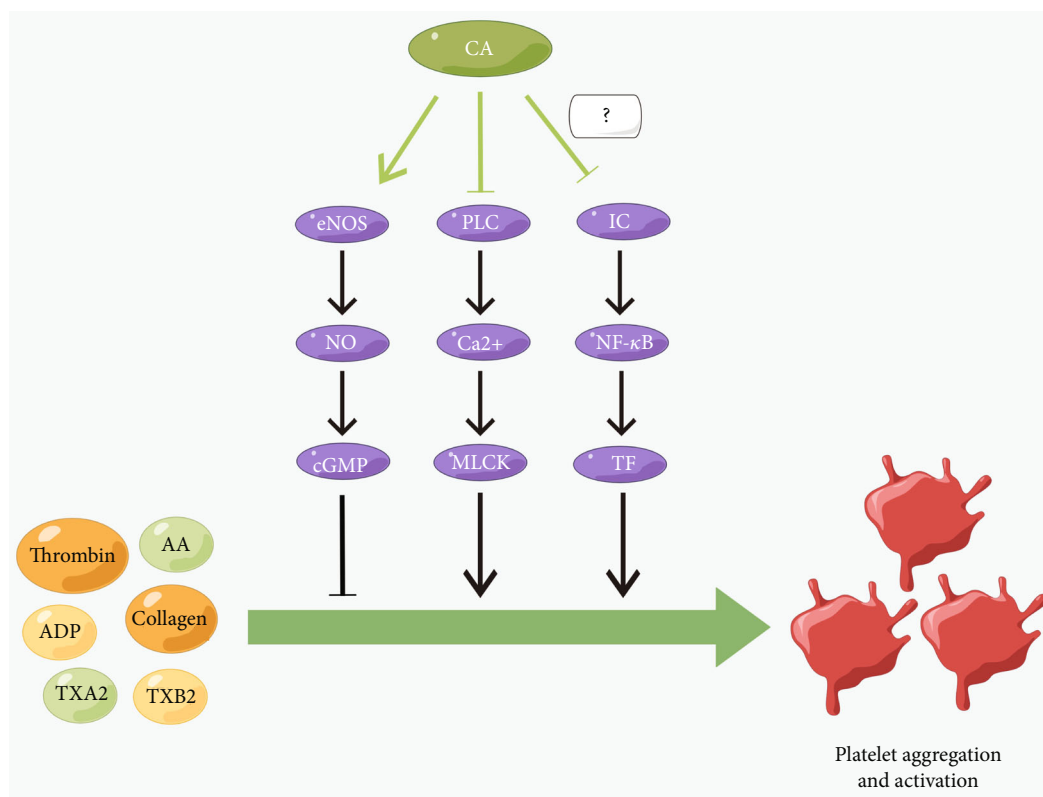 CA
?
eNOS
PLC
IC
NO
Ca2+
NF-κB
cGMP
MLCK
TF
Thrombin
AA
ADP
Collagen
TXA2
TXB2
Platelet aggregation
and activation